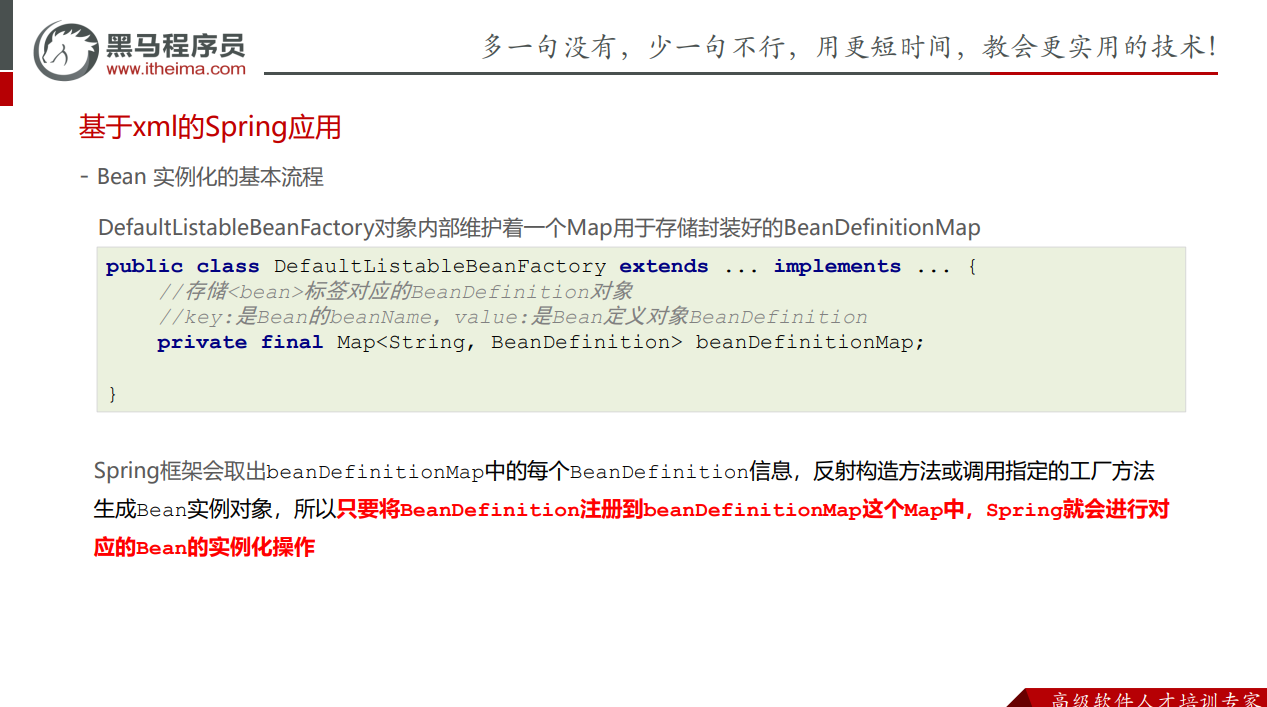 黑马程序员
www.itheima.com
多一句没有，少一句不行，用更短时间，教会更实用的技术！
基于xml的Spring应用
- Bean 实例化的基本流程
DefaultListableBeanFactory对象内部维护着一个Map用于存储封装好的BeanDefinitionMap
public class DefaultListableBeanFactory extends ... implements ... {
//存储<bean>标签对应的BeanDefinition对象
//key:是Bean的beanName，value:是Bean定义对象BeanDefinition
private final Map<String, BeanDefinition> beanDefinitionMap;
}
Spring框架会取出beanDefinitionMap中的每个BeanDefinition信息，反射构造方法或调用指定的工厂方法
生成Bean实例对象，所以只要将BeanDefinition注册到beanDefinitionMap这个Map中，Spring就会进行对
应的Bean的实例化操作
高级软件人才培训专家